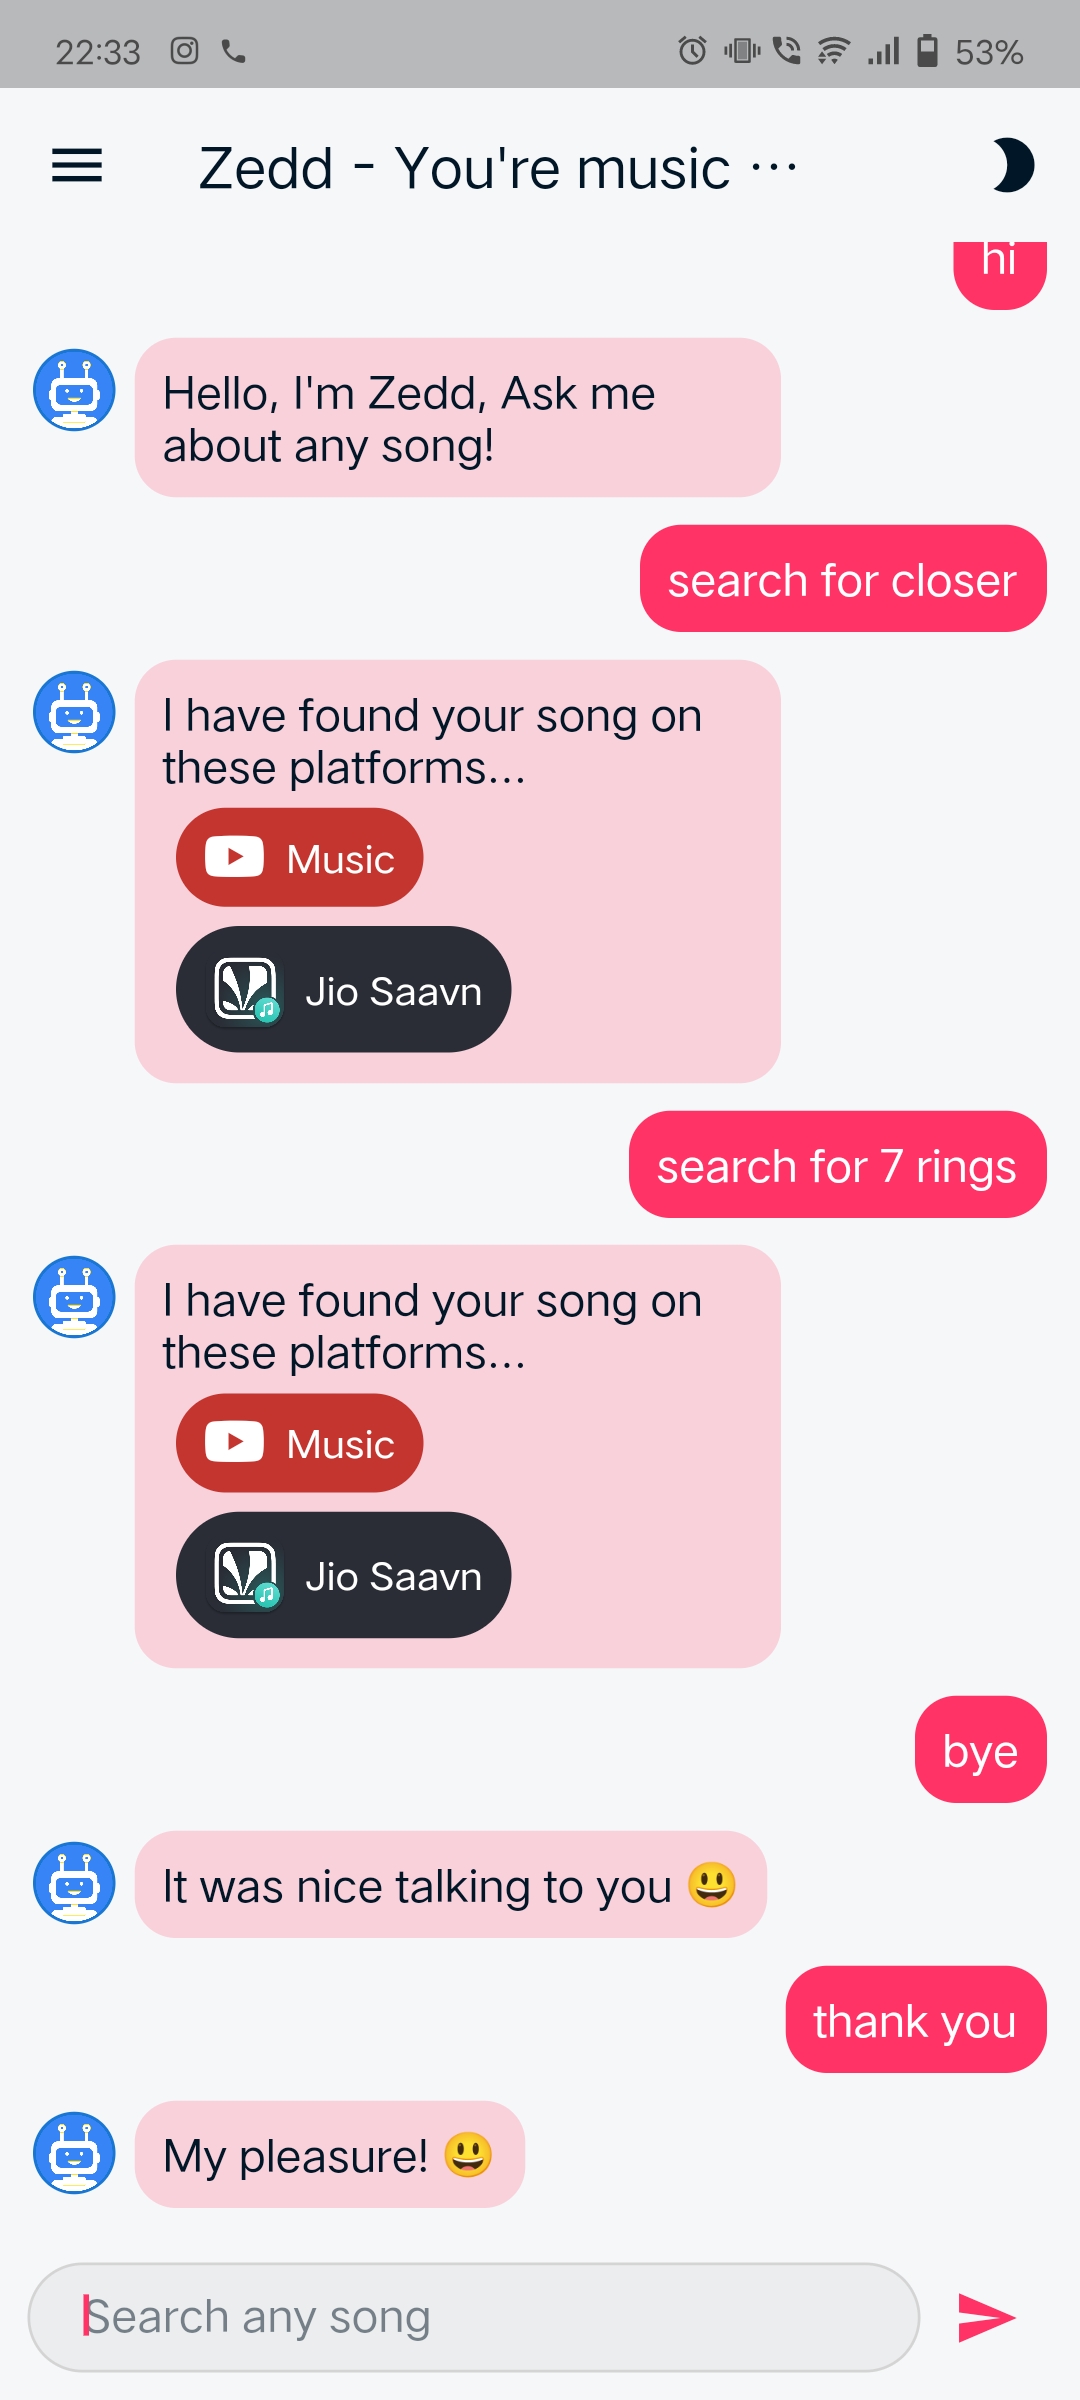 22:33
53%
Zedd - You're music ...
hi
Hello, I'm Zedd, Ask me
about any song!
search for closer
I have found your song on
these platforms...
Music
Jio Saavn
search for 7 rings
I have found your song on
these platforms...
Music
Jio Saavn
bye
It was nice talking to you 😃
thank you
My pleasure! 😃
Search any song